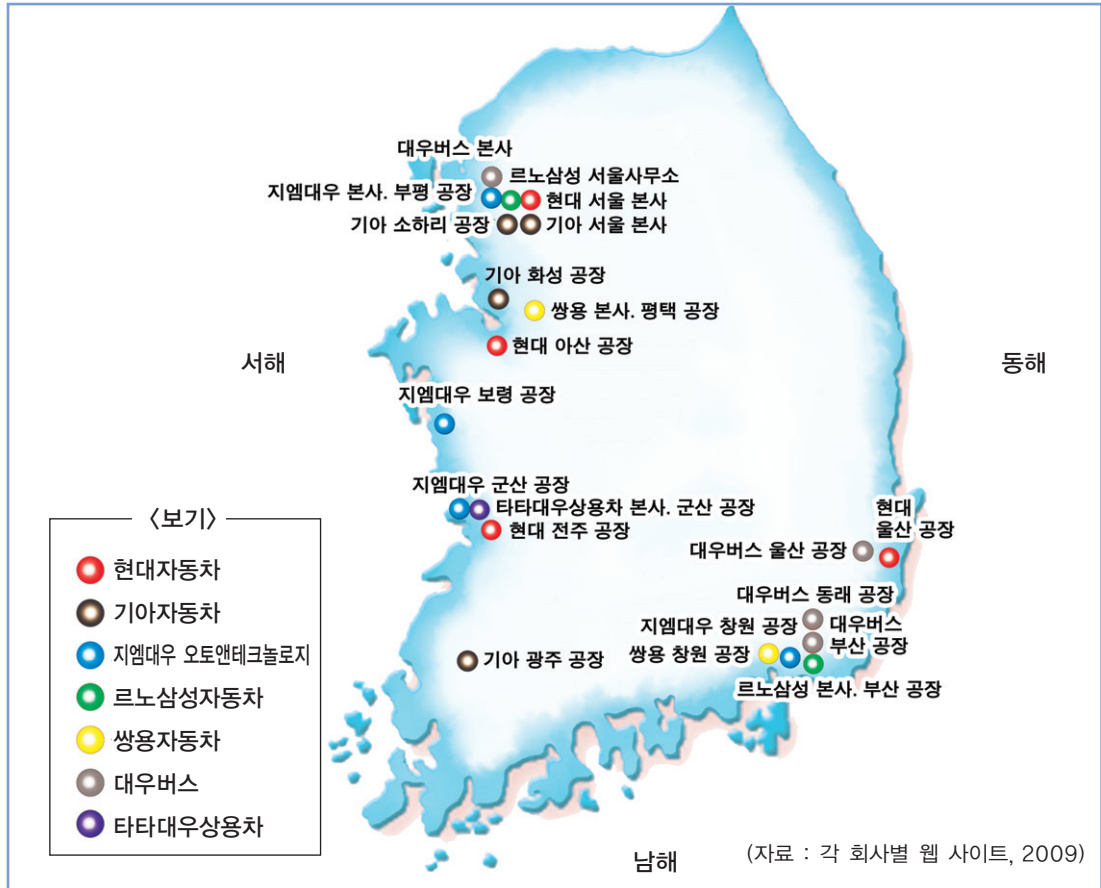 대우버스 본사
르노삼성 서울사무소
지엠대우 본사. 부평 공장
현대 서울 본사
기아 소하리 공장
기아 서울 본사
기아 화성 공장
쌍용 본사. 평택 공장
현대 아산 공장
서해
동해
지엠대우 보령 공장
지엠대우 군산 공장
타타대우상용차 본사. 군산 공장
현대 전주 공장
현대
울산 공장
대우버스 울산 공장
대우버스 동래 공장
지엠대우 창원 공장
대우버스
부산 공장
쌍용 창원 공장
기아 광주 공장
르노삼성 본사. 부산 공장
〈보기〉
현대자동차
기아자동차
지엠대우 오토앤테크놀로지
르노삼성자동차
쌍용자동차
대우버스
타타대우상용차
남해
(자료 : 각 회사별 웹 사이트, 2009)